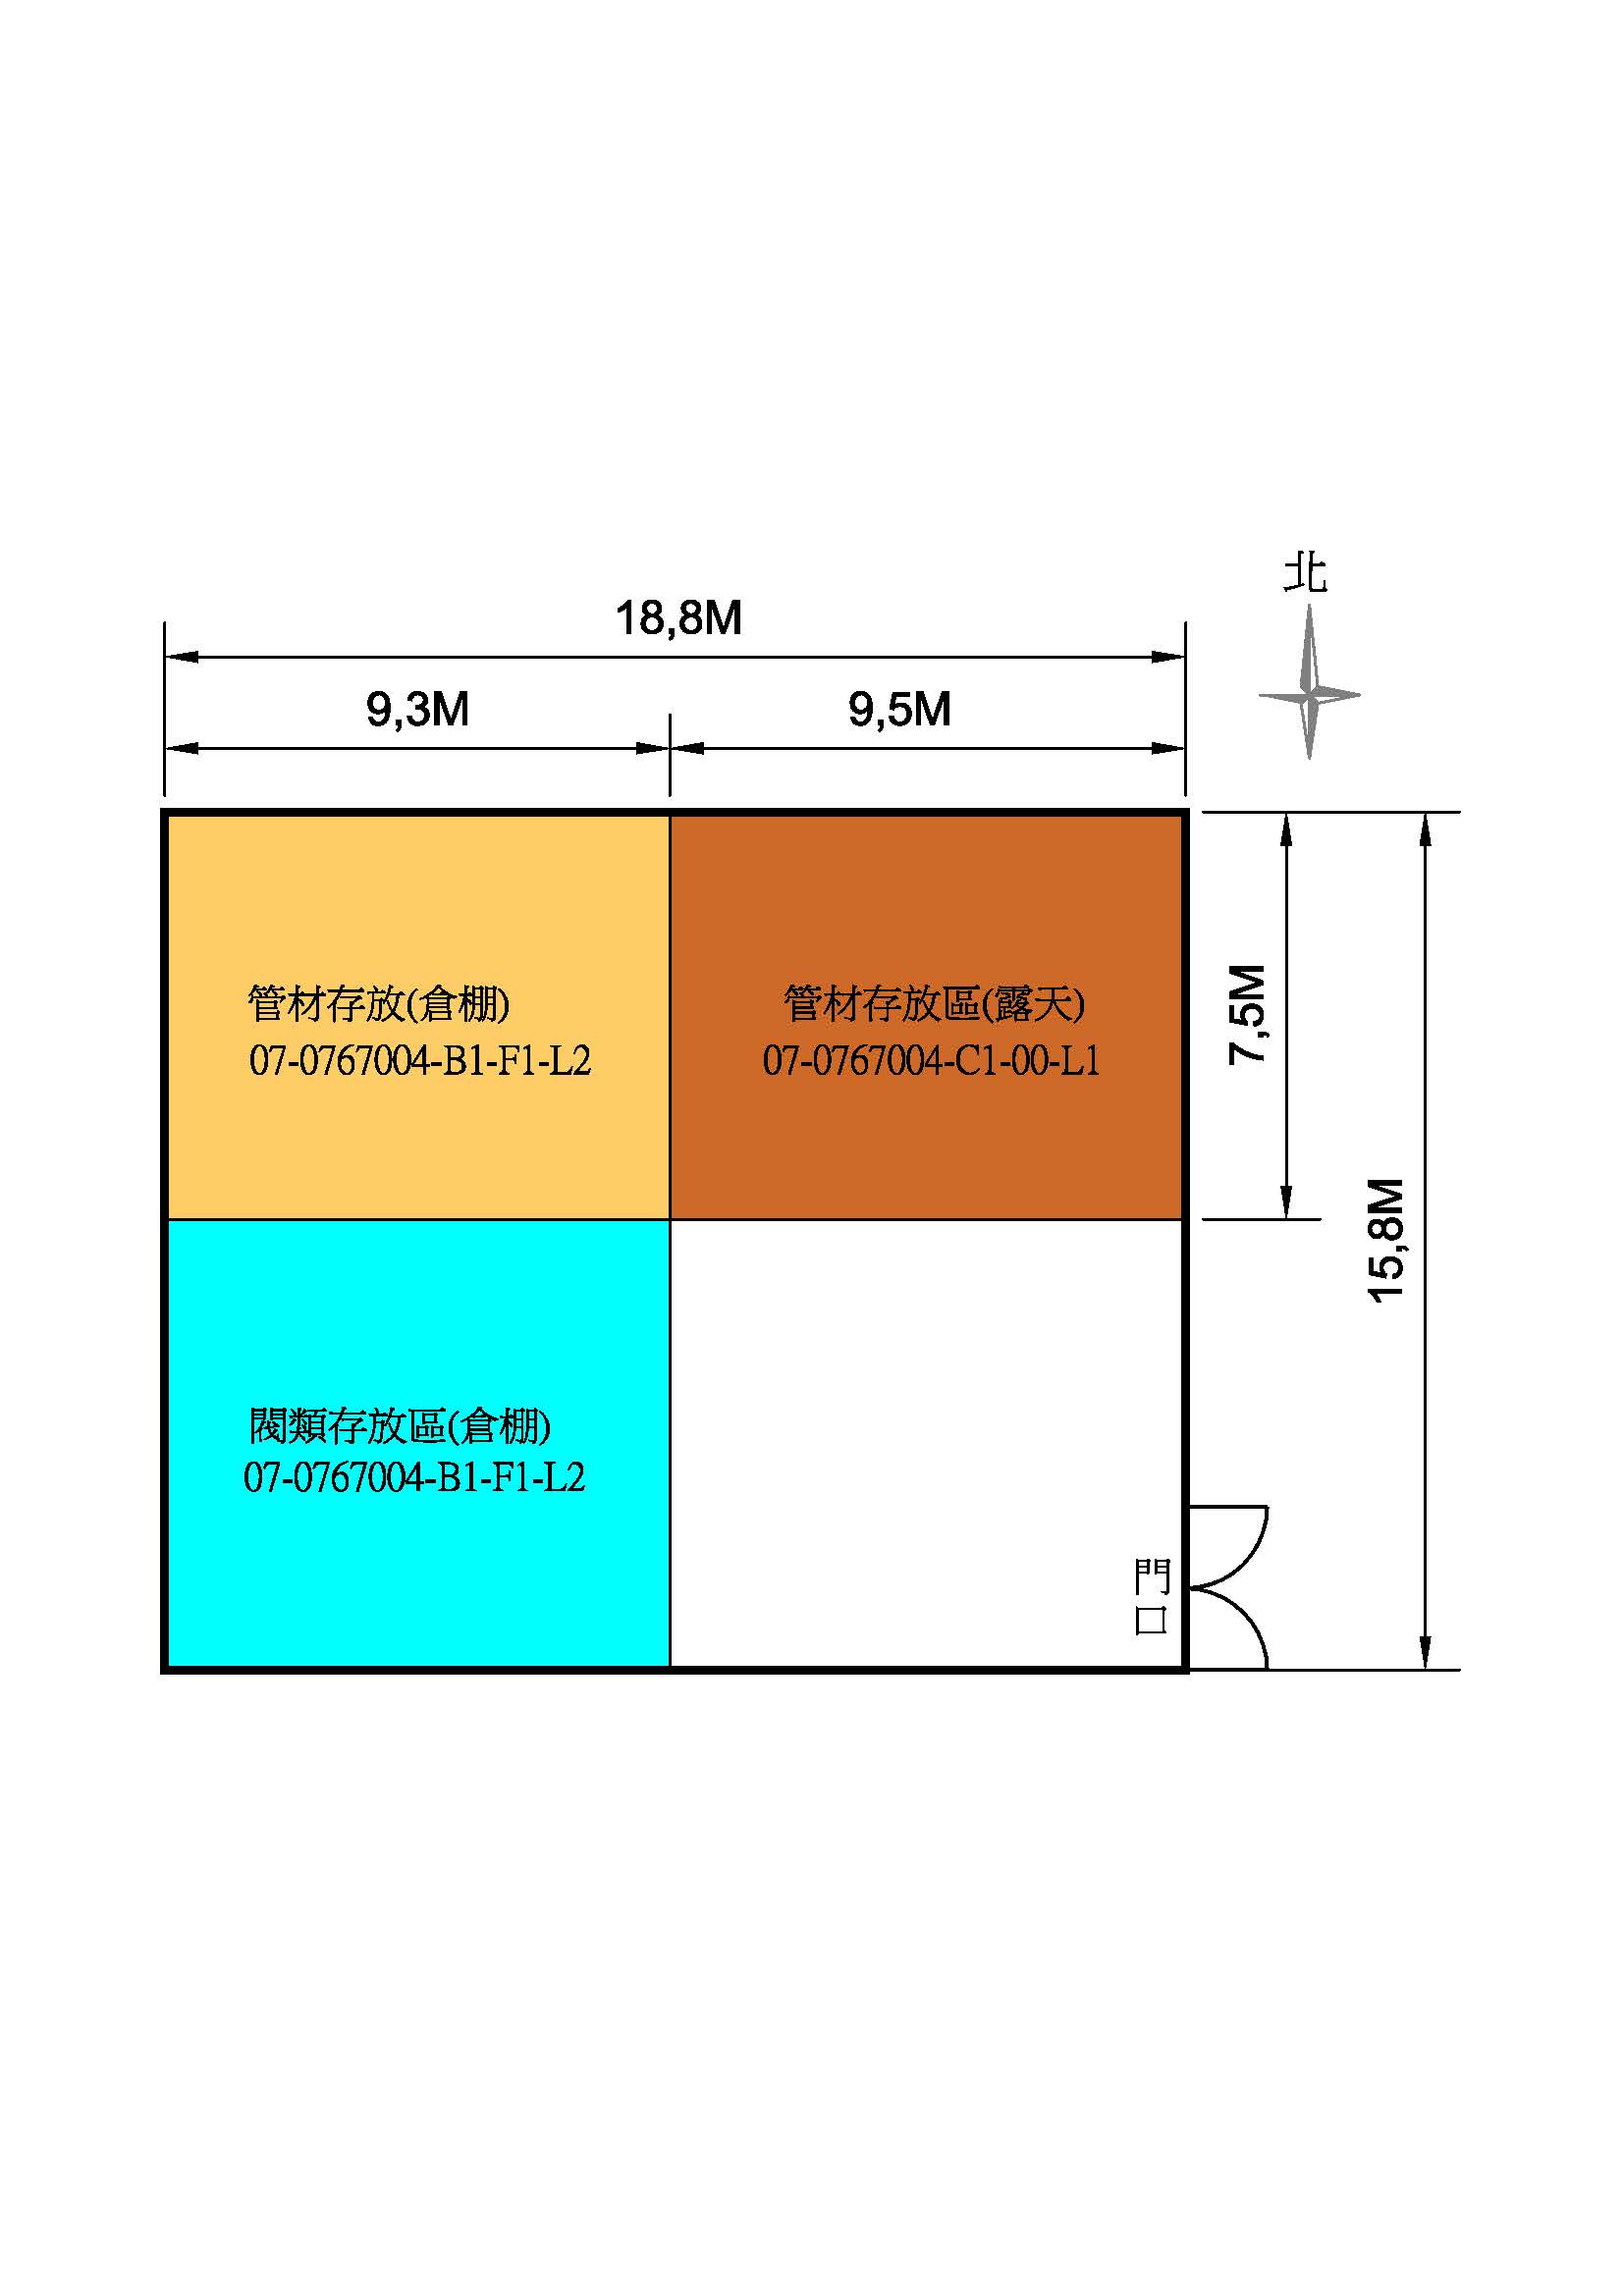 北
18,8M
9,3M
9,5M
管材存放(倉棚)
07-0767004-B1-F1-L2
管材存放區(露天)
07-0767004-C1-00-L1
7,5M
15,8M
閥類存放區(倉棚)
07-0767004-B1-F1-L2
門
口